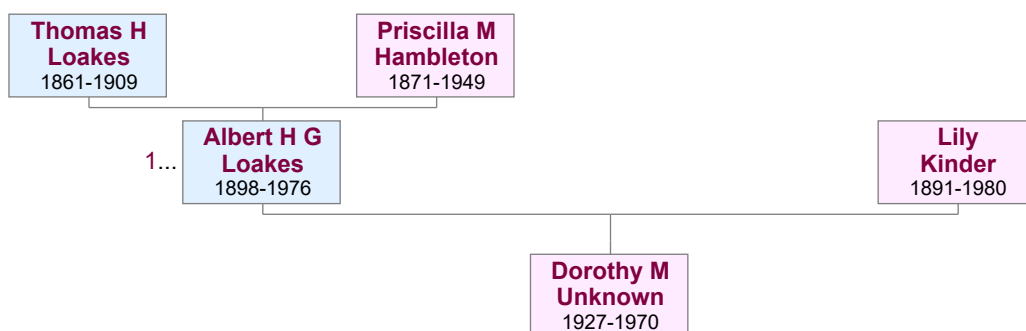 Thomas H
Loakes
1861-1909
Priscilla M
Hambleton
1871-1949
1...
Albert H G
Loakes
1898-1976
Lily
Kinder
1891-1980
Dorothy M
Unknown
1927-1970